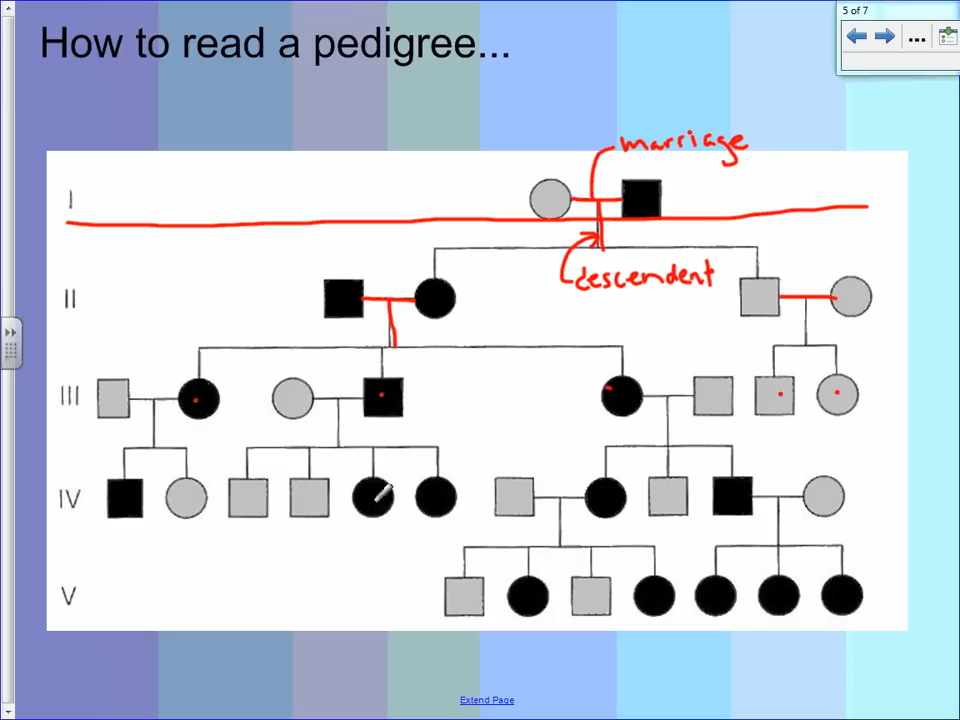 5 of 7
How to read a pedigree...
...
marriage
I
descendent
II
III
IV
V
Extend Page